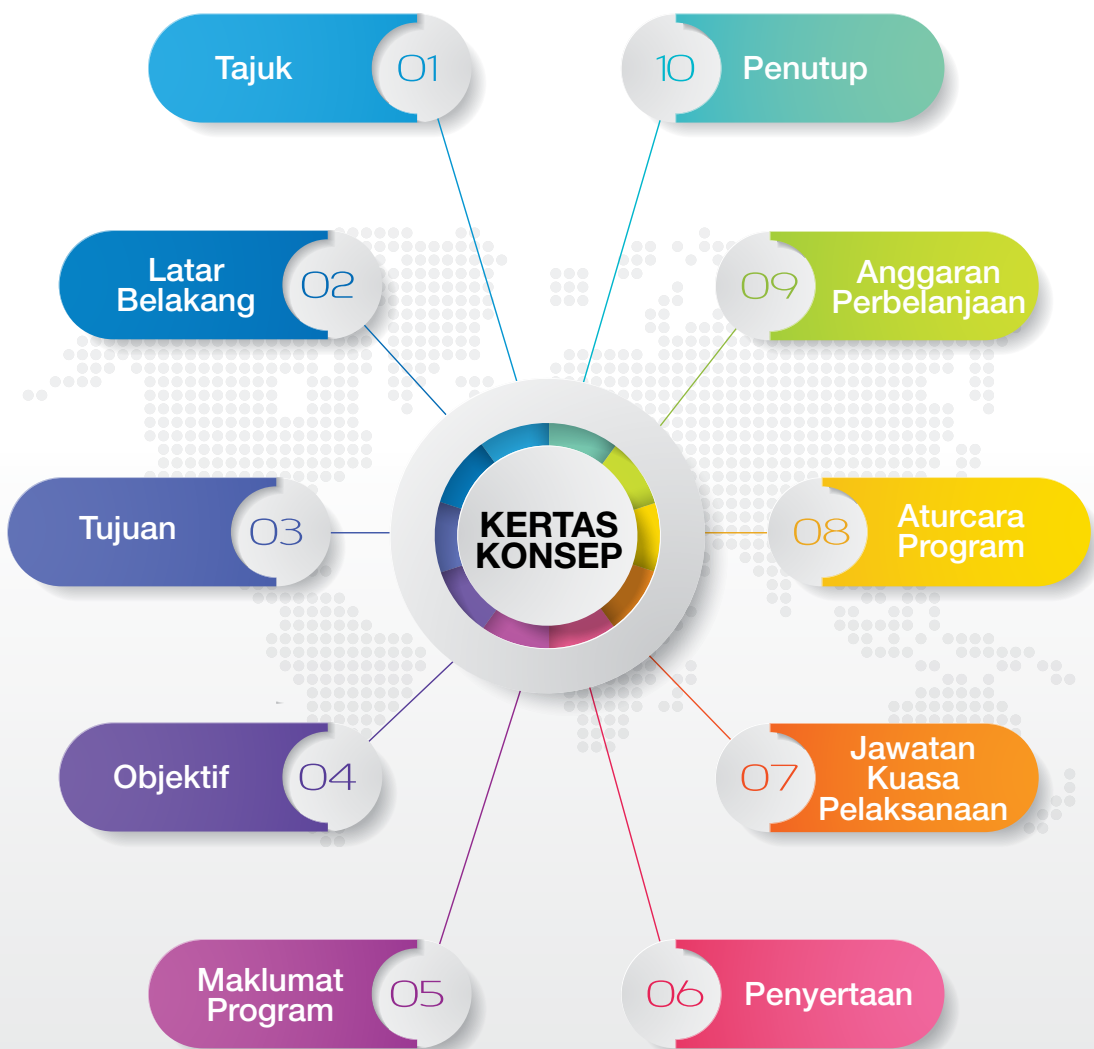 Tajuk
01
Latar
Belakang
02
Tujuan
03
Objektif
04
Maklumat
Program
05
KERTAS
KONSEP
10
Penutup
09
Anggaran
Perbelanjaan
08
Aturcara
Program
07
Jawatan
Kuasa
Pelaksanaan
06
Penyertaan